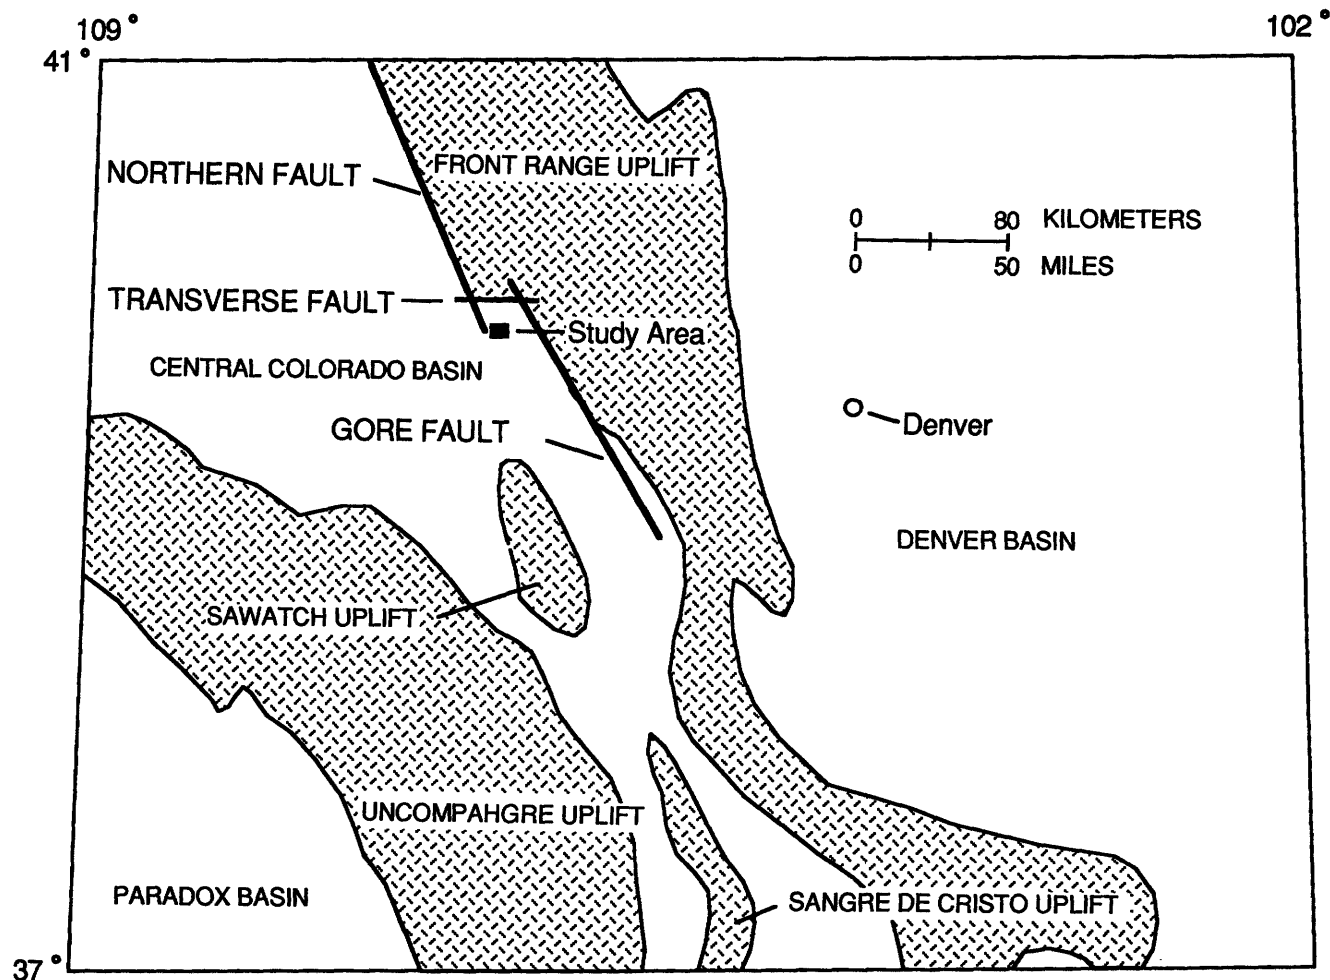 109°
102°
41°
NORTHERN FAULT
FRONT RANGE UPLIFT
0 80 KILOMETERS
0 50 MILES
TRANSVERSE FAULT
Study Area
CENTRAL COLORADO BASIN
GORE FAULT
Denver
DENVER BASIN
SAWATCH UPLIFT
UNCOMPAHGRE UPLIFT
PARADOX BASIN
SANGRE DE CRISTO UPLIFT
37°